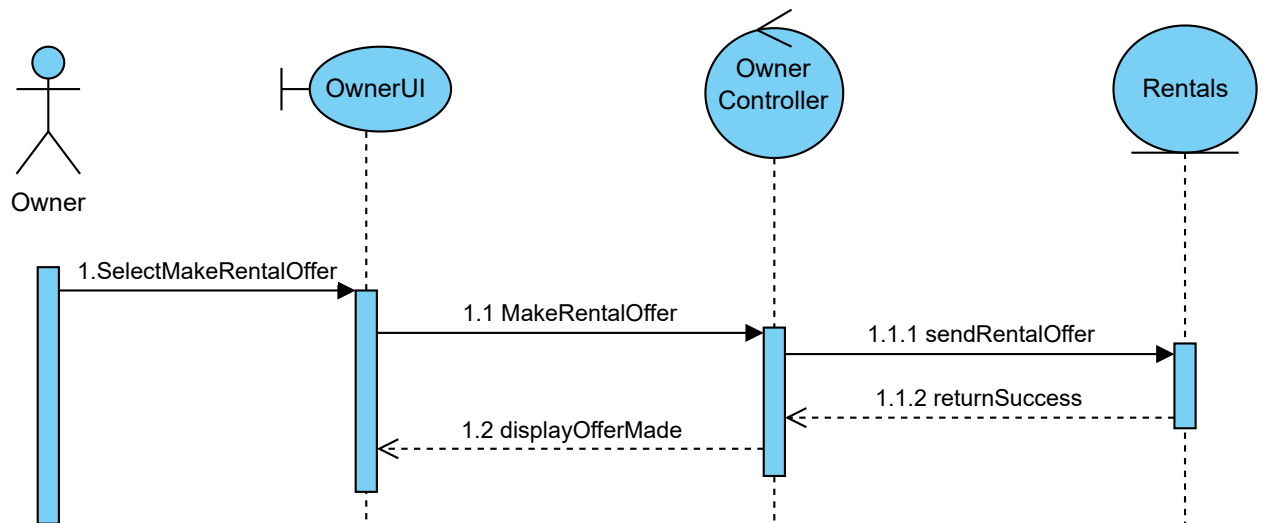 OwnerUI
Owner
Controller
Rentals
Owner
1.SelectMakeRentalOffer
1.1 MakeRentalOffer
1.1.1 sendRentalOffer
1.1.2 returnSuccess
1.2 displayOfferMade